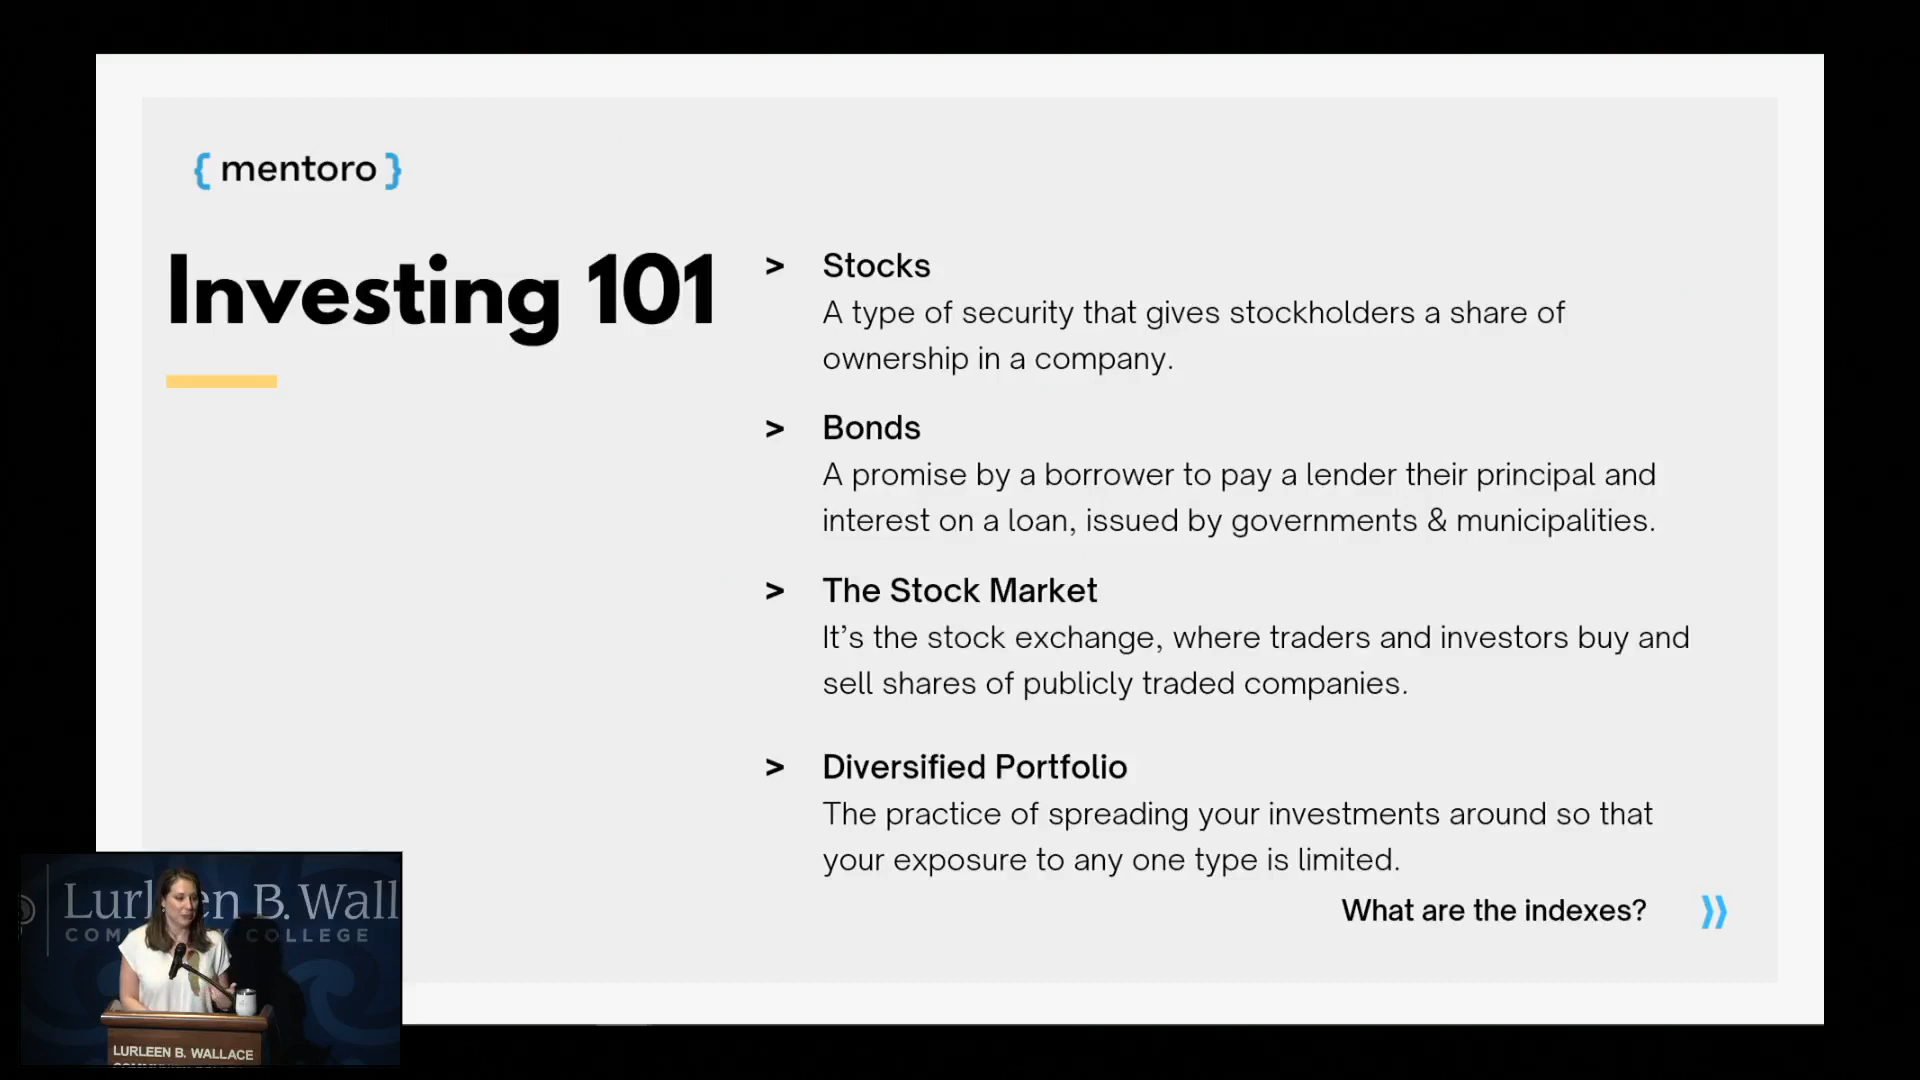 { mentoro }
Investing 101
> Stocks
A type of security that gives stockholders a share of
ownership in a company.
> Bonds
A promise by a borrower to pay a lender their principal and
interest on a loan, issued by governments & municipalities.
> The Stock Market
It's the stock exchange, where traders and investors buy and
sell shares of publicly traded companies.
> Diversified Portfolio
The practice of spreading your investments around so that
your exposure to any one type is limited.
What are the indexes?
B. Wall
COLLEGE
LURLEEN B. WALLACE